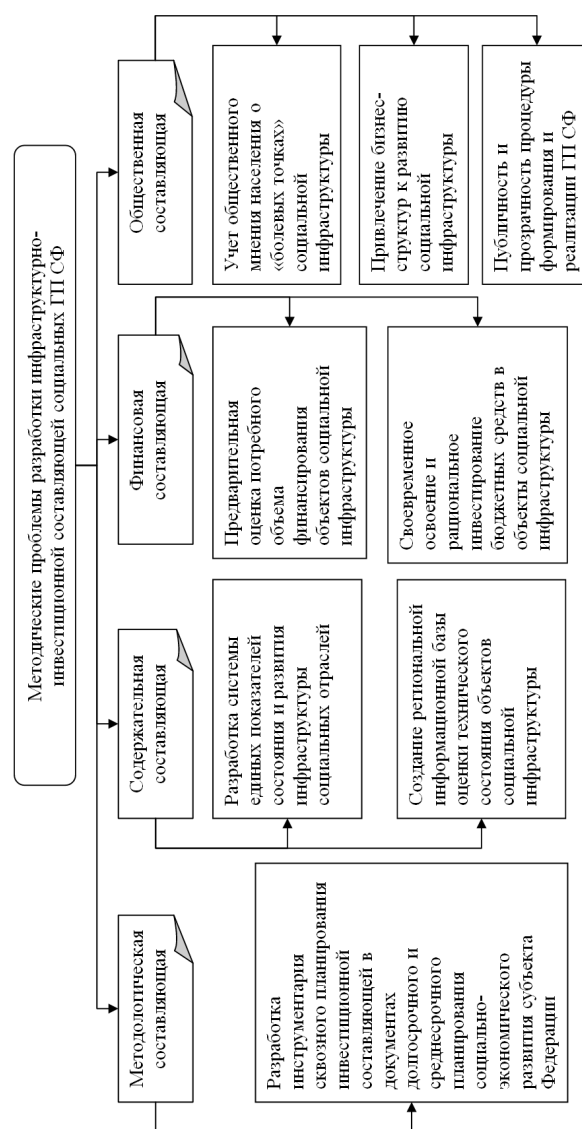 Методические проблемы разработки инфраструктурно-
инвестиционной составляющей социальных ГП СФ
Методологическая
составляющая
Разработка
инструментария
сквозного планирования
инвестиционной
составляющей в
документах
долгосрочного и
среднесрочного
планирования
социально-
экономического
развития субъекта
Федерации
Содержательная
составляющая
Разработка системы
единых показателей
состояния и развития
инфраструктуры
социальных отраслей
Создание региональной
информационной базы
оценки технического
состояния объектов
социальной
инфраструктуры
Финансовая
составляющая
Предварительная
оценка потребного
объема
финансирования
объектов социальной
инфраструктуры
Своевременное
освоение и
рациональное
инвестирование
бюджетных средств в
объекты социальной
инфраструктуры
Общественная
составляющая
Учет общественного
мнения населения о
«болевых точках»
социальной
инфраструктуры
Привлечение бизнес-
структур к развитию
социальной
инфраструктуры
Публичность и
прозрачность процедуры
формирования и
реализации ГП СФ